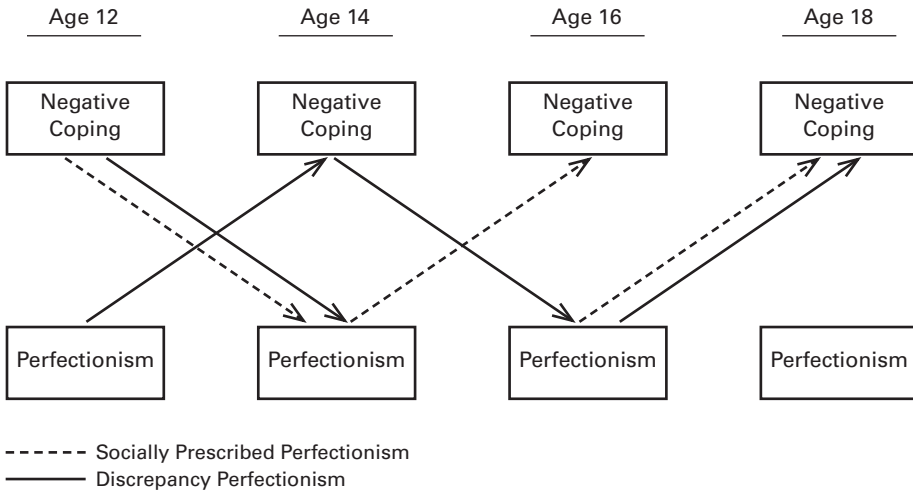 Age 12 Age 14 Age 16 Age 18
Negative Negative Negative Negative
Coping Coping Coping Coping
Perfectionism Perfectionism Perfectionism Perfectionism
Socially Prescribed Perfectionism
Discrepancy Perfectionism